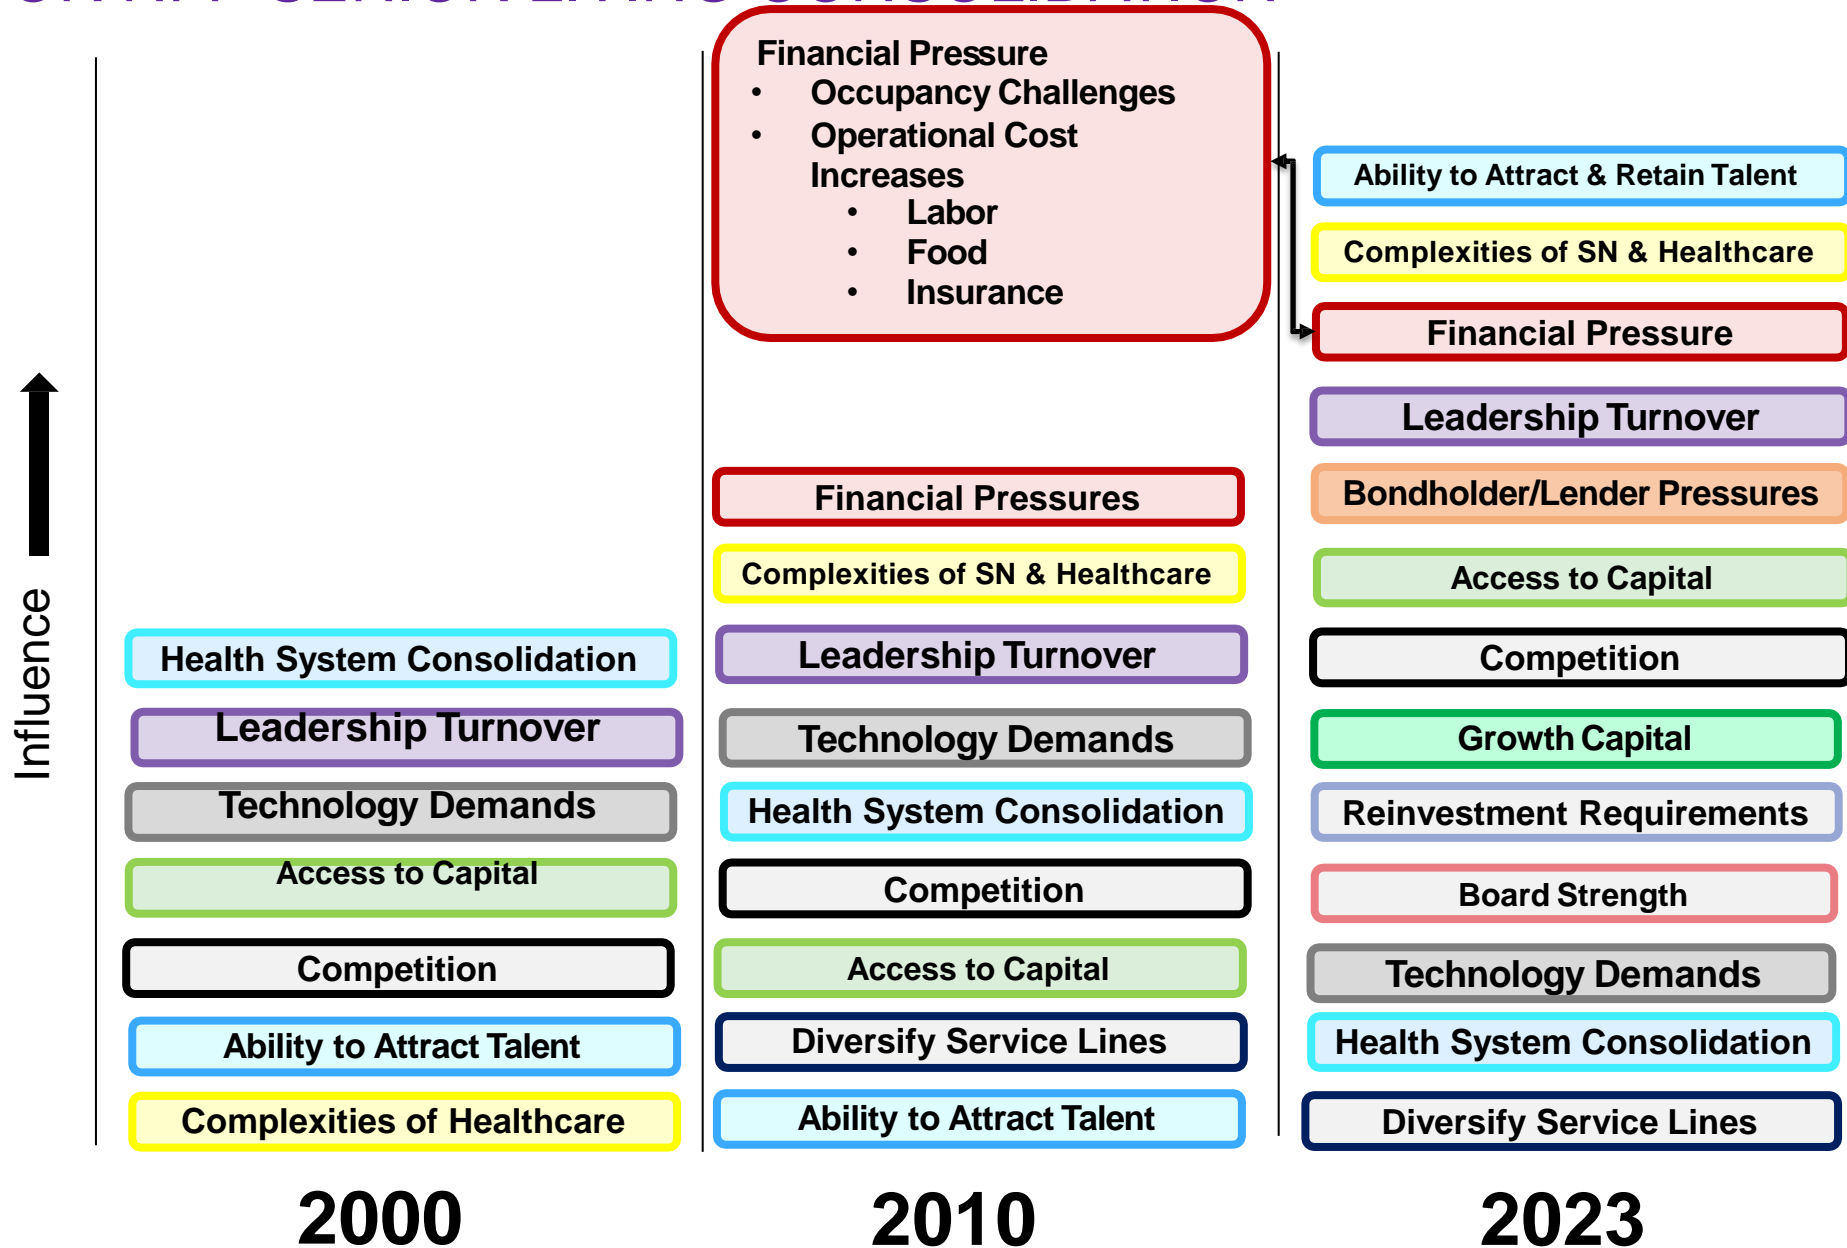 SENIOR LIVING CONSOLIDATION
Financial Pressure
• Occupancy Challenges
• Operational Cost
Increases
• Labor
• Food
• Insurance
Influence
Health System Consolidation
Leadership Turnover
Technology Demands
Access to Capital
Competition
Ability to Attract Talent
Complexities of Healthcare
2000
Financial Pressures
Complexities of SN & Healthcare
Leadership Turnover
Technology Demands
Health System Consolidation
Competition
Access to Capital
Diversify Service Lines
Ability to Attract Talent
2010
Ability to Attract & Retain Talent
Complexities of SN & Healthcare
Financial Pressure
Leadership Turnover
Bondholder/Lender Pressures
Access to Capital
Competition
Growth Capital
Reinvestment Requirements
Board Strength
Technology Demands
Health System Consolidation
Diversify Service Lines
2023